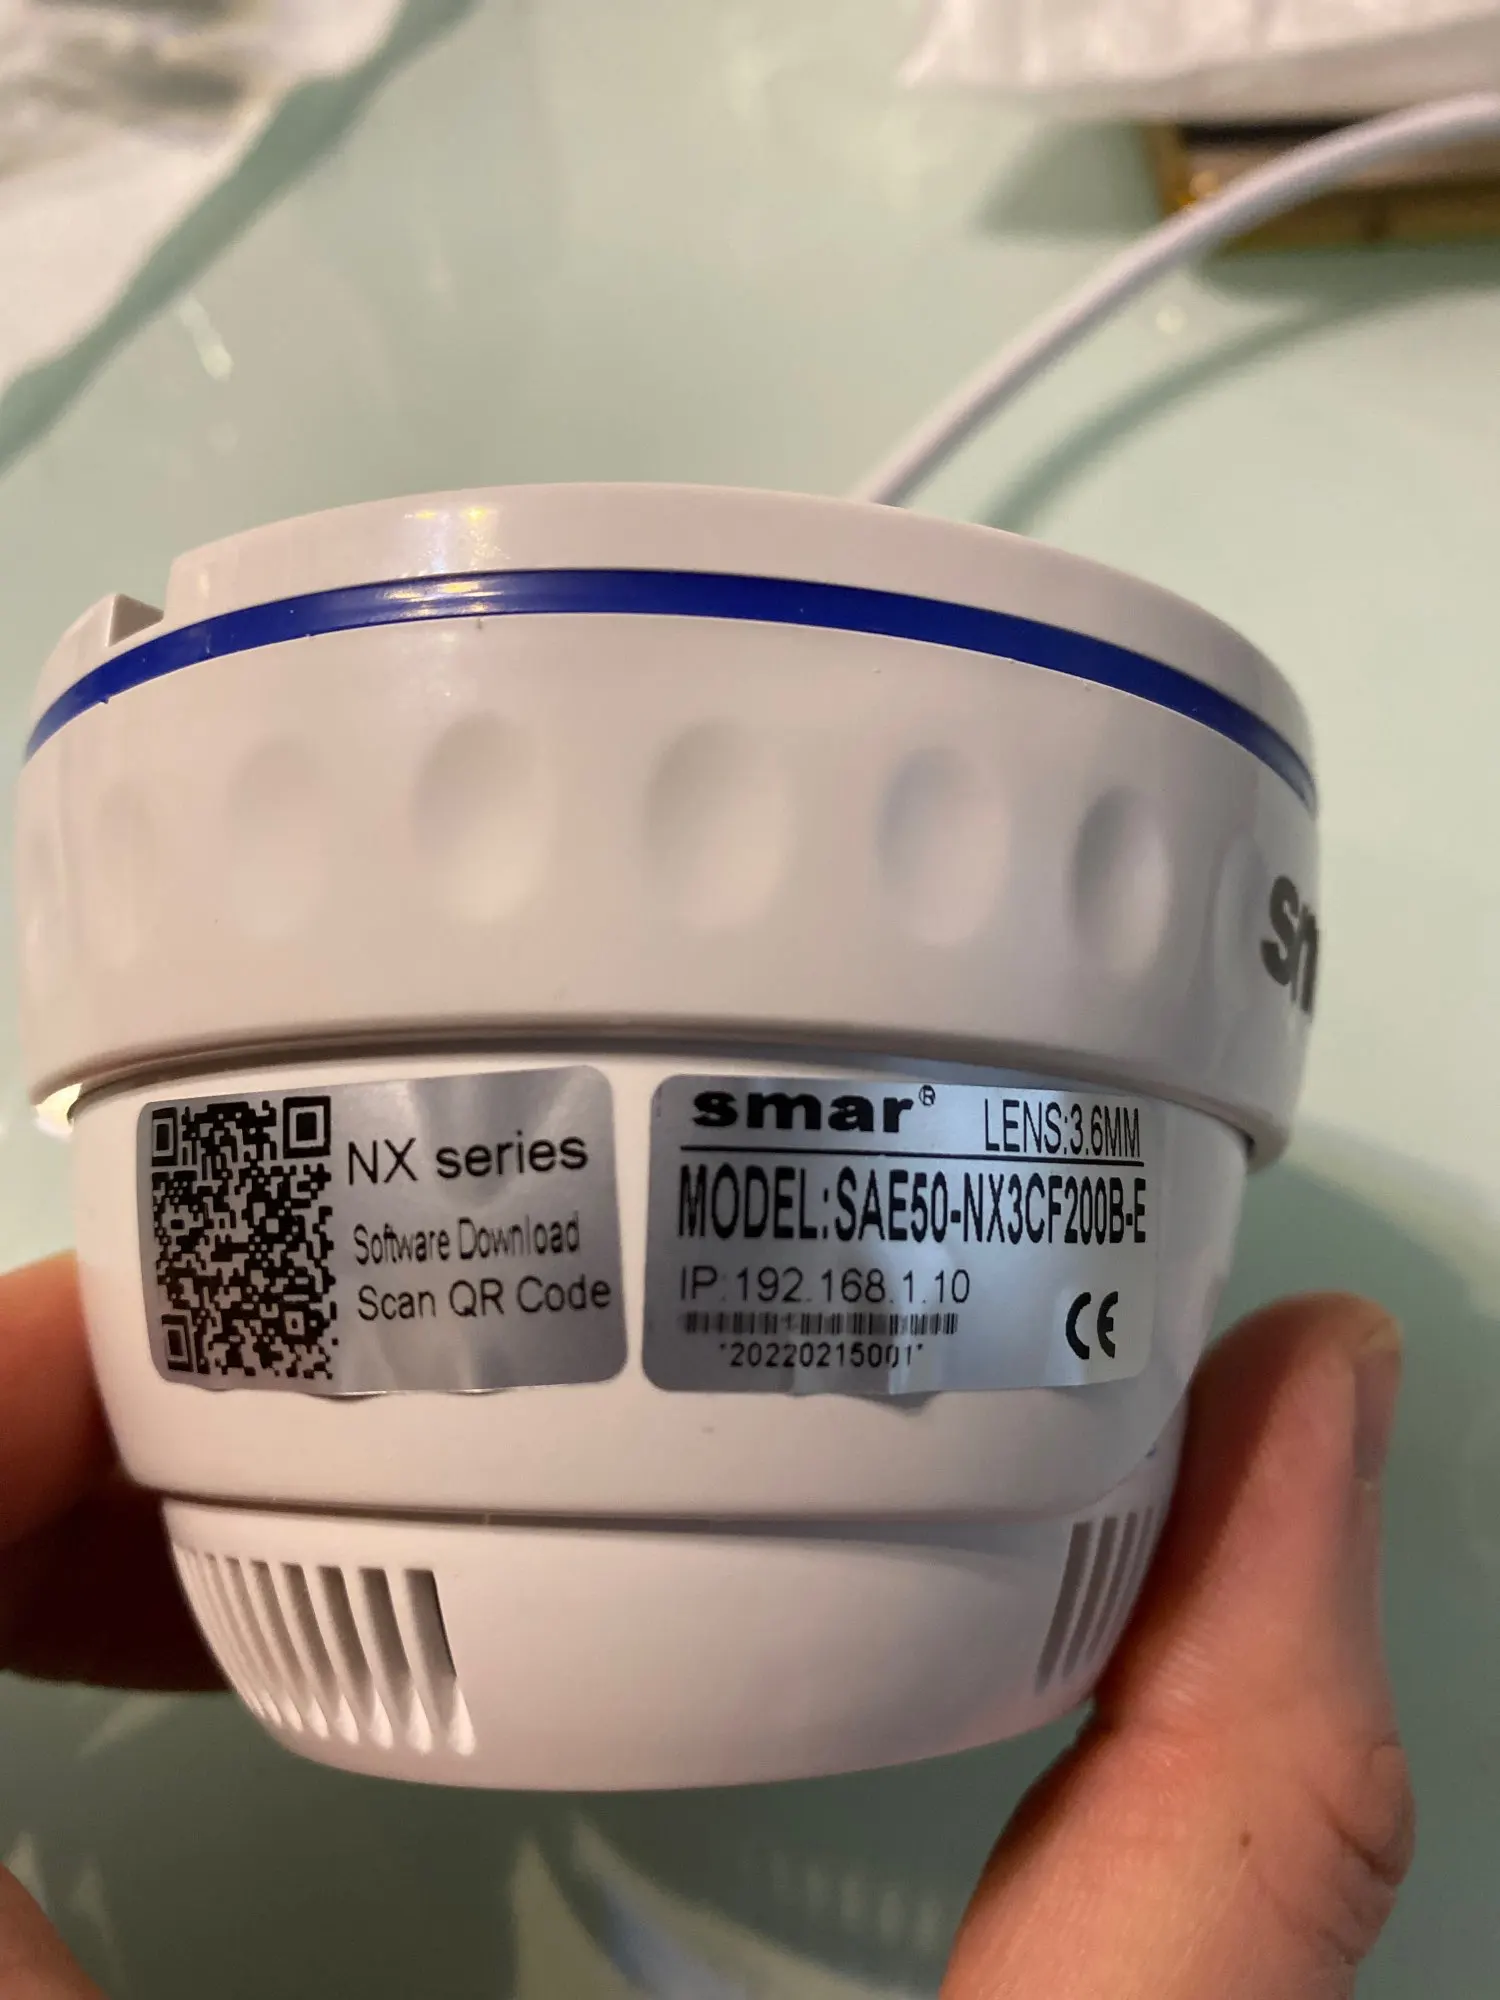 sm
NX series
Software Download
Scan QR Code
smar® LENS:3.6MM
MODEL:SAE50-NX3CF200B-E
IP:192.168.1.10
CE
*20220215001*